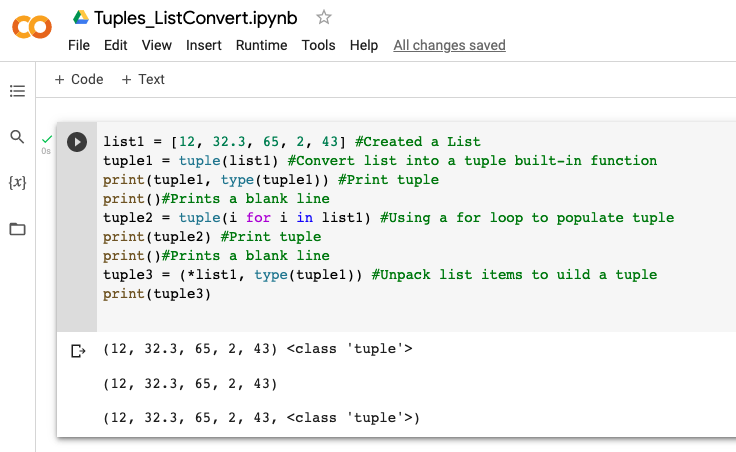 Tuples_ListConvert.ipynb
File Edit View Insert Runtime Tools Help All changes saved
+ Code + Text
0s
{x}
list1 = [12, 32.3, 65, 2, 43] #Created a List
tuple1 = tuple(list1) #Convert list into a tuple built-in function
print(tuple1, type(tuple1)) #Print tuple
print()#Prints a blank line
tuple2 = tuple(i for i in list1) #Using a for loop to populate tuple
print(tuple2) #Print tuple
print()#Prints a blank line
tuple3 = (*list1, type(tuple1)) #Unpack list items to uild a tuple
print(tuple3)
(12, 32.3, 65, 2, 43) <class 'tuple'>
(12, 32.3, 65, 2, 43)
(12, 32.3, 65, 2, 43, <class 'tuple'>)